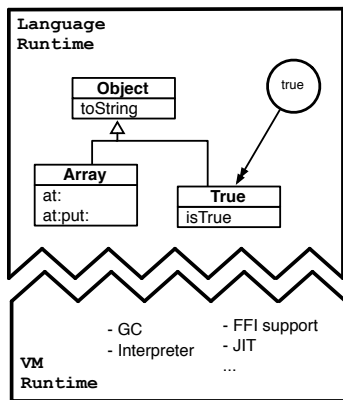 Language
Runtime
Object
toString
true
Array
at:
at:put:
True
isTrue
- GC
- Interpreter
- FFI support
- JIT
...
VM
Runtime